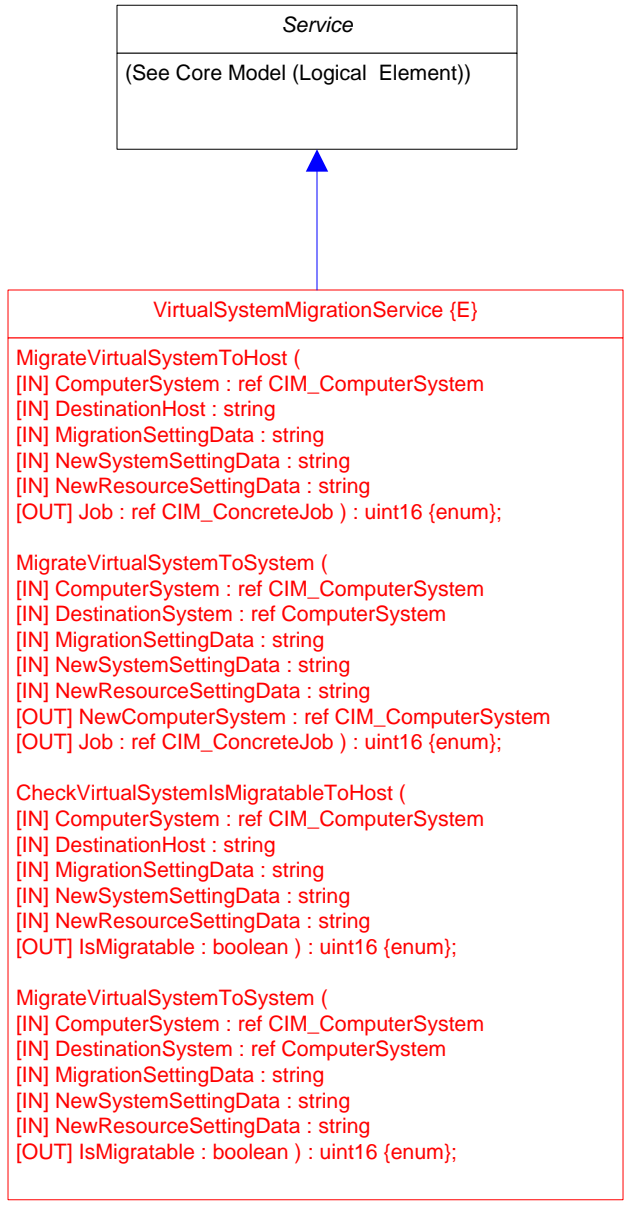 Service
(See Core Model (Logical Element))
VirtualSystemMigrationService {E}
MigrateVirtualSystemToHost (
[IN] ComputerSystem : ref CIM_ComputerSystem
[IN] DestinationHost : string
[IN] MigrationSettingData : string
[IN] NewSystemSettingData : string
[IN] NewResourceSettingData : string
[OUT] Job : ref CIM_ConcreteJob ) : uint16 {enum};
MigrateVirtualSystemToSystem (
[IN] ComputerSystem : ref CIM_ComputerSystem
[IN] DestinationSystem : ref ComputerSystem
[IN] MigrationSettingData : string
[IN] NewSystemSettingData : string
[IN] NewResourceSettingData : string
[OUT] NewComputerSystem : ref CIM_ComputerSystem
[OUT] Job : ref CIM_ConcreteJob ) : uint16 {enum};
CheckVirtualSystemIsMigratableToHost (
[IN] ComputerSystem : ref CIM_ComputerSystem
[IN] DestinationHost : string
[IN] MigrationSettingData : string
[IN] NewSystemSettingData : string
[IN] NewResourceSettingData : string
[OUT] IsMigratable : boolean ) : uint16 {enum};
MigrateVirtualSystemToSystem (
[IN] ComputerSystem : ref CIM_ComputerSystem
[IN] DestinationSystem : ref ComputerSystem
[IN] MigrationSettingData : string
[IN] NewSystemSettingData : string
[IN] NewResourceSettingData : string
[OUT] IsMigratable : boolean ) : uint16 {enum};